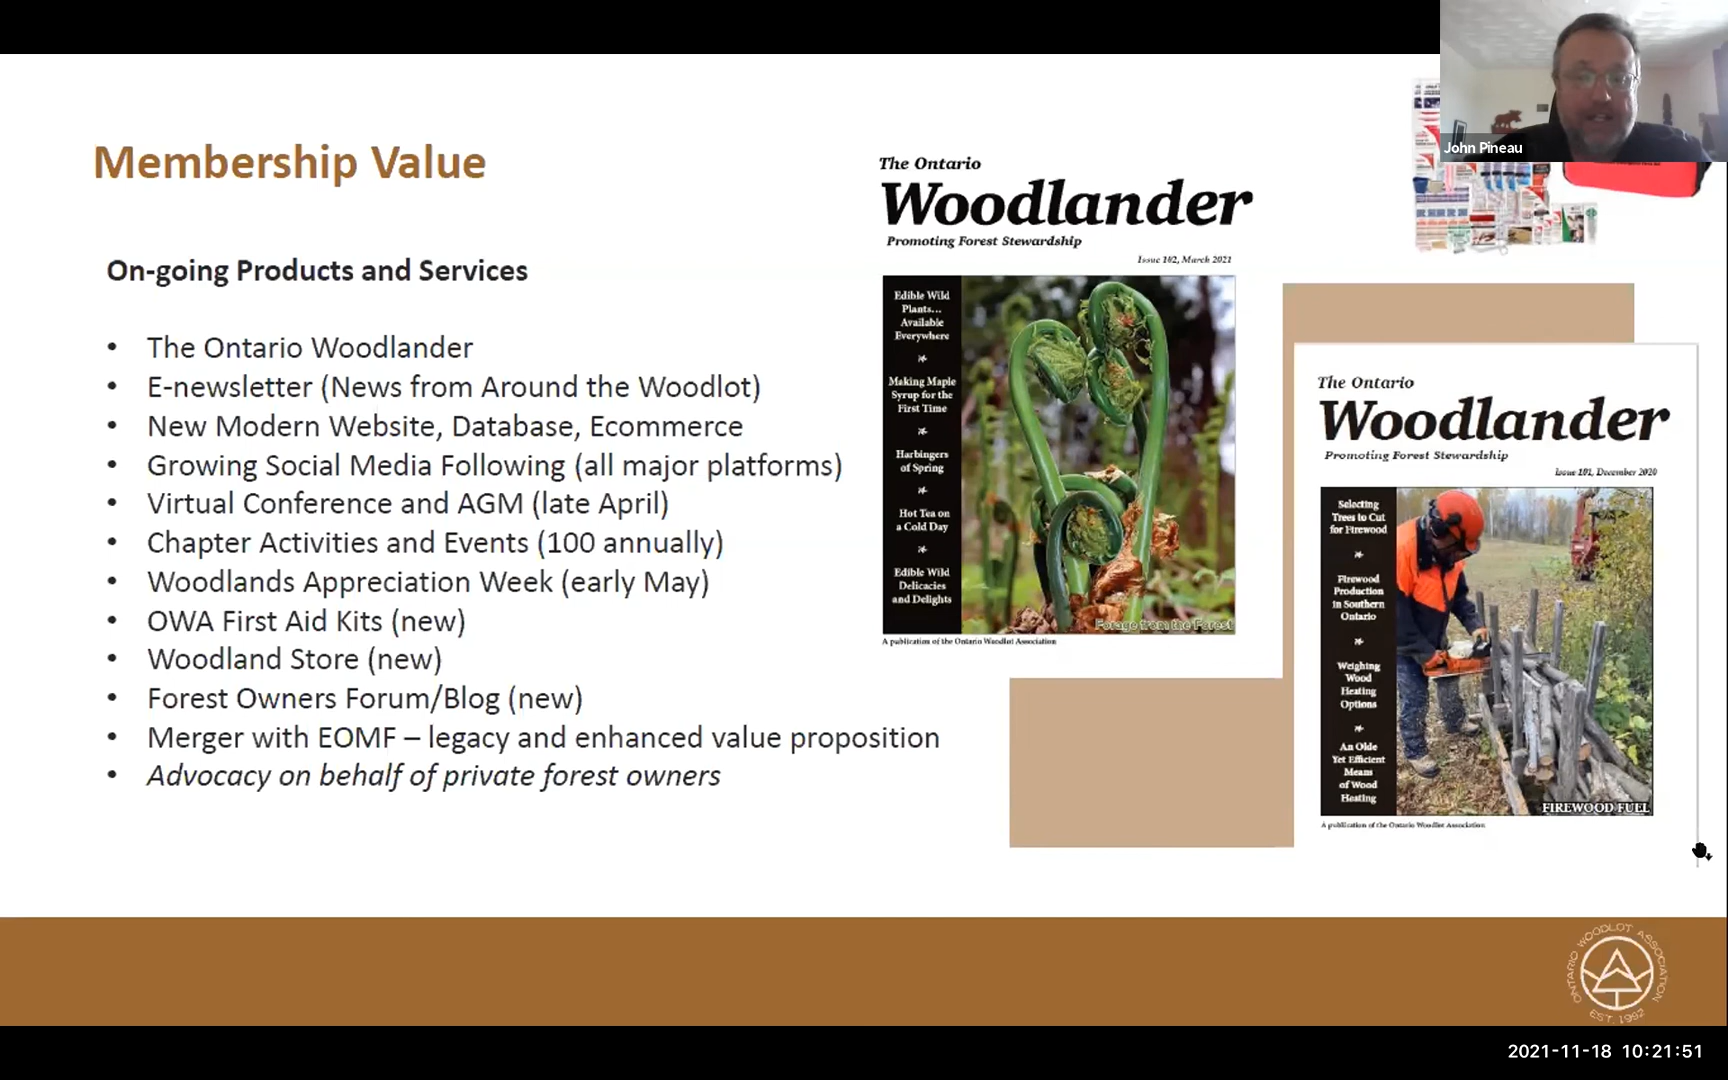 John Pineau
Membership Value
On-going Products and Services
• The Ontario Woodlander
• E-newsletter (News from Around the Woodlot)
• New Modern Website, Database, Ecommerce
• Growing Social Media Following (all major platforms)
• Virtual Conference and AGM (late April)
• Chapter Activities and Events (100 annually)
• Woodlands Appreciation Week (early May)
• OWA First Aid Kits (new)
• Woodland Store (new)
• Forest Owners Forum/Blog (new)
• Merger with EOMF – legacy and enhanced value proposition
• Advocacy on behalf of private forest owners
The Ontario
Woodlander
Promoting Forest Stewardship
Issue 102, March 2021
Edible Wild
Plants...
Available
Everywhere
Making Maple
Syrup for the
First Time
Harbingers
of Spring
Hot Tea on
a Cold Day
Edible Wild
Delicacies
and Delights
Forage from the Forest
A publication of the Ontario Woodlot Association
The Ontario
Woodlander
Promoting Forest Stewardship
Issue 101, December 2020
Selecting
Trees to Cut
for Firewood
Firewood
Production
in Southern
Ontario
Weighing
Wood
Heating
Options
An Olde
Yet Efficient
Means
of Wood
Heating
FIREWOOD FUEL
A publication of the Ontario Woodlot Association
ONTARIO WOODLOT ASSOCIATION
EST. 1992
2021-11-18 10:21:51